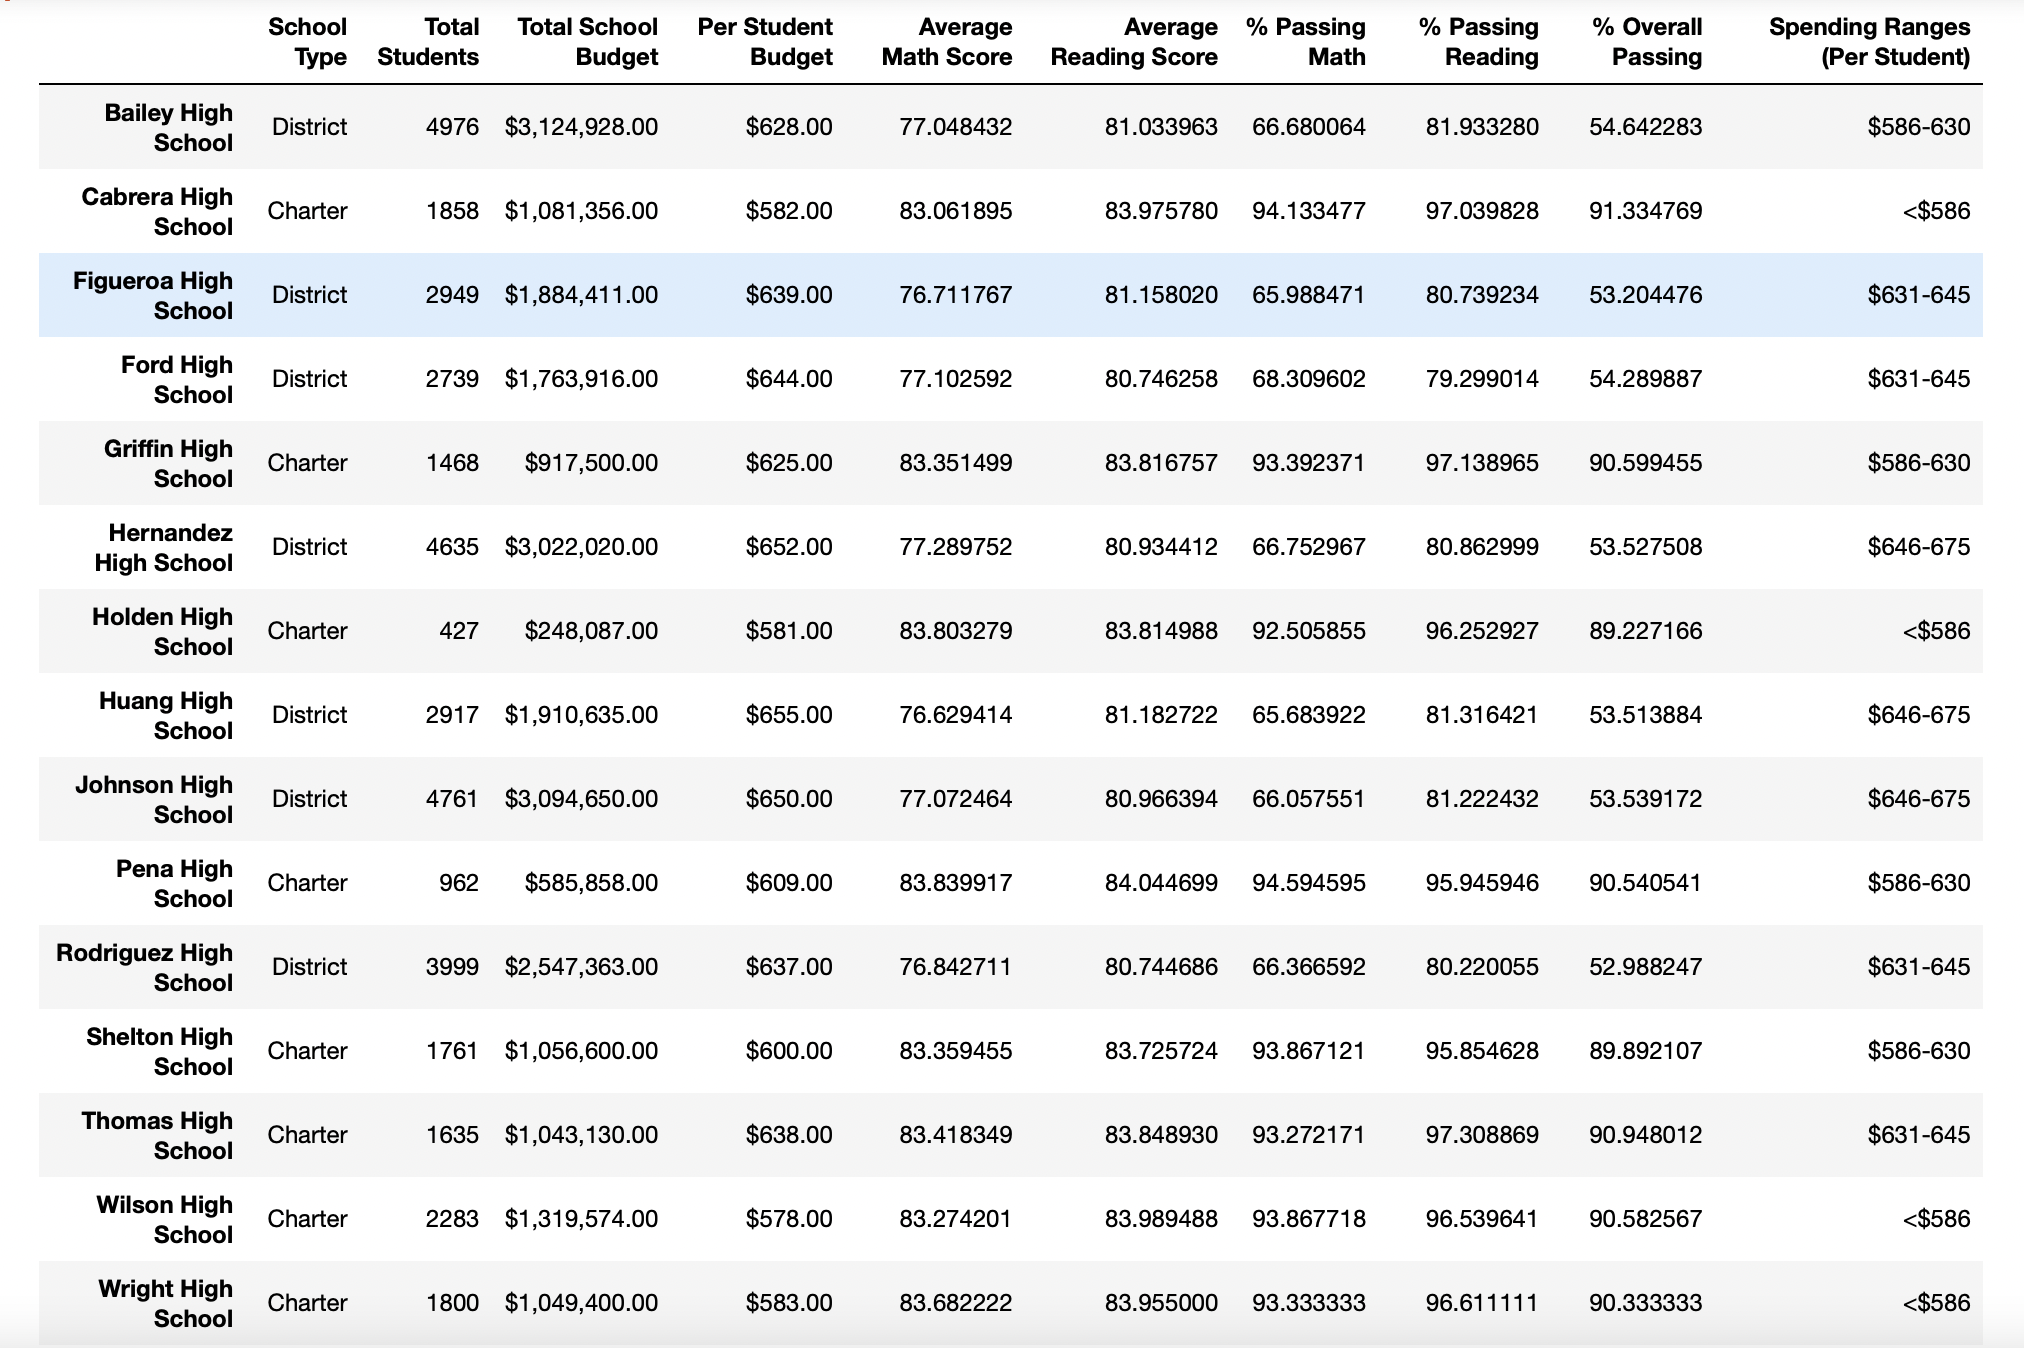 School Type Total Students Total School Budget Per Student Budget Average Math Score Average Reading Score % Passing Math % Passing Reading % Overall Passing Spending Ranges (Per Student)
Bailey High School District 4976 $3,124,928.00 $628.00 77.048432 81.033963 66.680064 81.933280 54.642283 $586-630
Cabrera High School Charter 1858 $1,081,356.00 $582.00 83.061895 83.975780 94.133477 97.039828 91.334769 <$586
Figueroa High School District 2949 $1,884,411.00 $639.00 76.711767 81.158020 65.988471 80.739234 53.204476 $631-645
Ford High School District 2739 $1,763,916.00 $644.00 77.102592 80.746258 68.309602 79.299014 54.289887 $631-645
Griffin High School Charter 1468 $917,500.00 $625.00 83.351499 83.816757 93.392371 97.138965 90.599455 $586-630
Hernandez High School District 4635 $3,022,020.00 $652.00 77.289752 80.934412 66.752967 80.862999 53.527508 $646-675
Holden High School Charter 427 $248,087.00 $581.00 83.803279 83.814988 92.505855 96.252927 89.227166 <$586
Huang High School District 2917 $1,910,635.00 $655.00 76.629414 81.182722 65.683922 81.316421 53.513884 $646-675
Johnson High School District 4761 $3,094,650.00 $650.00 77.072464 80.966394 66.057551 81.222432 53.539172 $646-675
Pena High School Charter 962 $585,858.00 $609.00 83.839917 84.044699 94.594595 95.945946 90.540541 $586-630
Rodriguez High School District 3999 $2,547,363.00 $637.00 76.842711 80.744686 66.366592 80.220055 52.988247 $631-645
Shelton High School Charter 1761 $1,056,600.00 $600.00 83.359455 83.725724 93.867121 95.854628 89.892107 $586-630
Thomas High School Charter 1635 $1,043,130.00 $638.00 83.418349 83.848930 93.272171 97.308869 90.948012 $631-645
Wilson High School Charter 2283 $1,319,574.00 $578.00 83.274201 83.989488 93.867718 96.539641 90.582567 <$586
Wright High School Charter 1800 $1,049,400.00 $583.00 83.682222 83.955000 93.333333 96.611111 90.333333 <$586